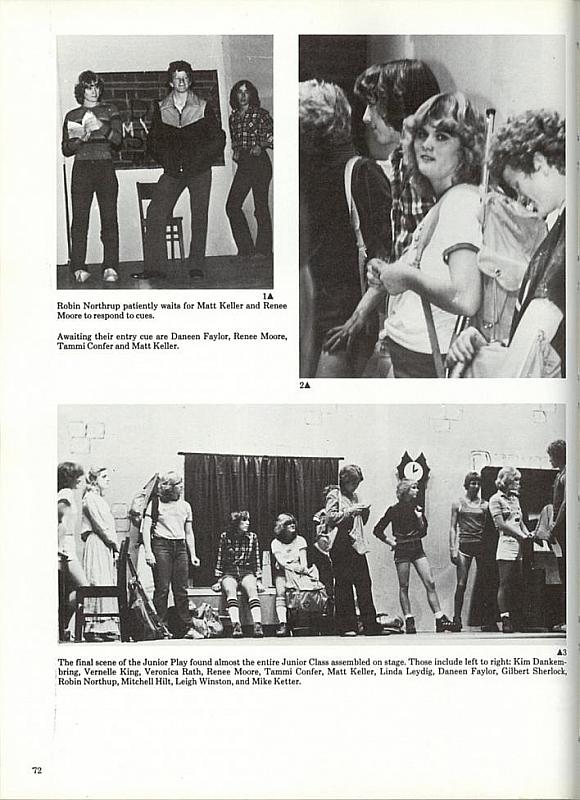 MY
1▲
Robin Northrup patiently waits for Matt Keller and Renee
Moore to respond to cues.
Awaiting their entry cue are Daneen Faylor, Renee Moore,
Tammi Confer and Matt Keller.
2▲
▲3
The final scene of the Junior Play found almost the entire Junior Class assembled on stage. Those include left to right: Kim Dankem-
bring, Vernelle King, Veronica Rath, Renee Moore, Tammi Confer, Matt Keller, Linda Leydig, Daneen Faylor, Gilbert Sherlock,
Robin Northup, Mitchell Hilt, Leigh Winston, and Mike Ketter.
72